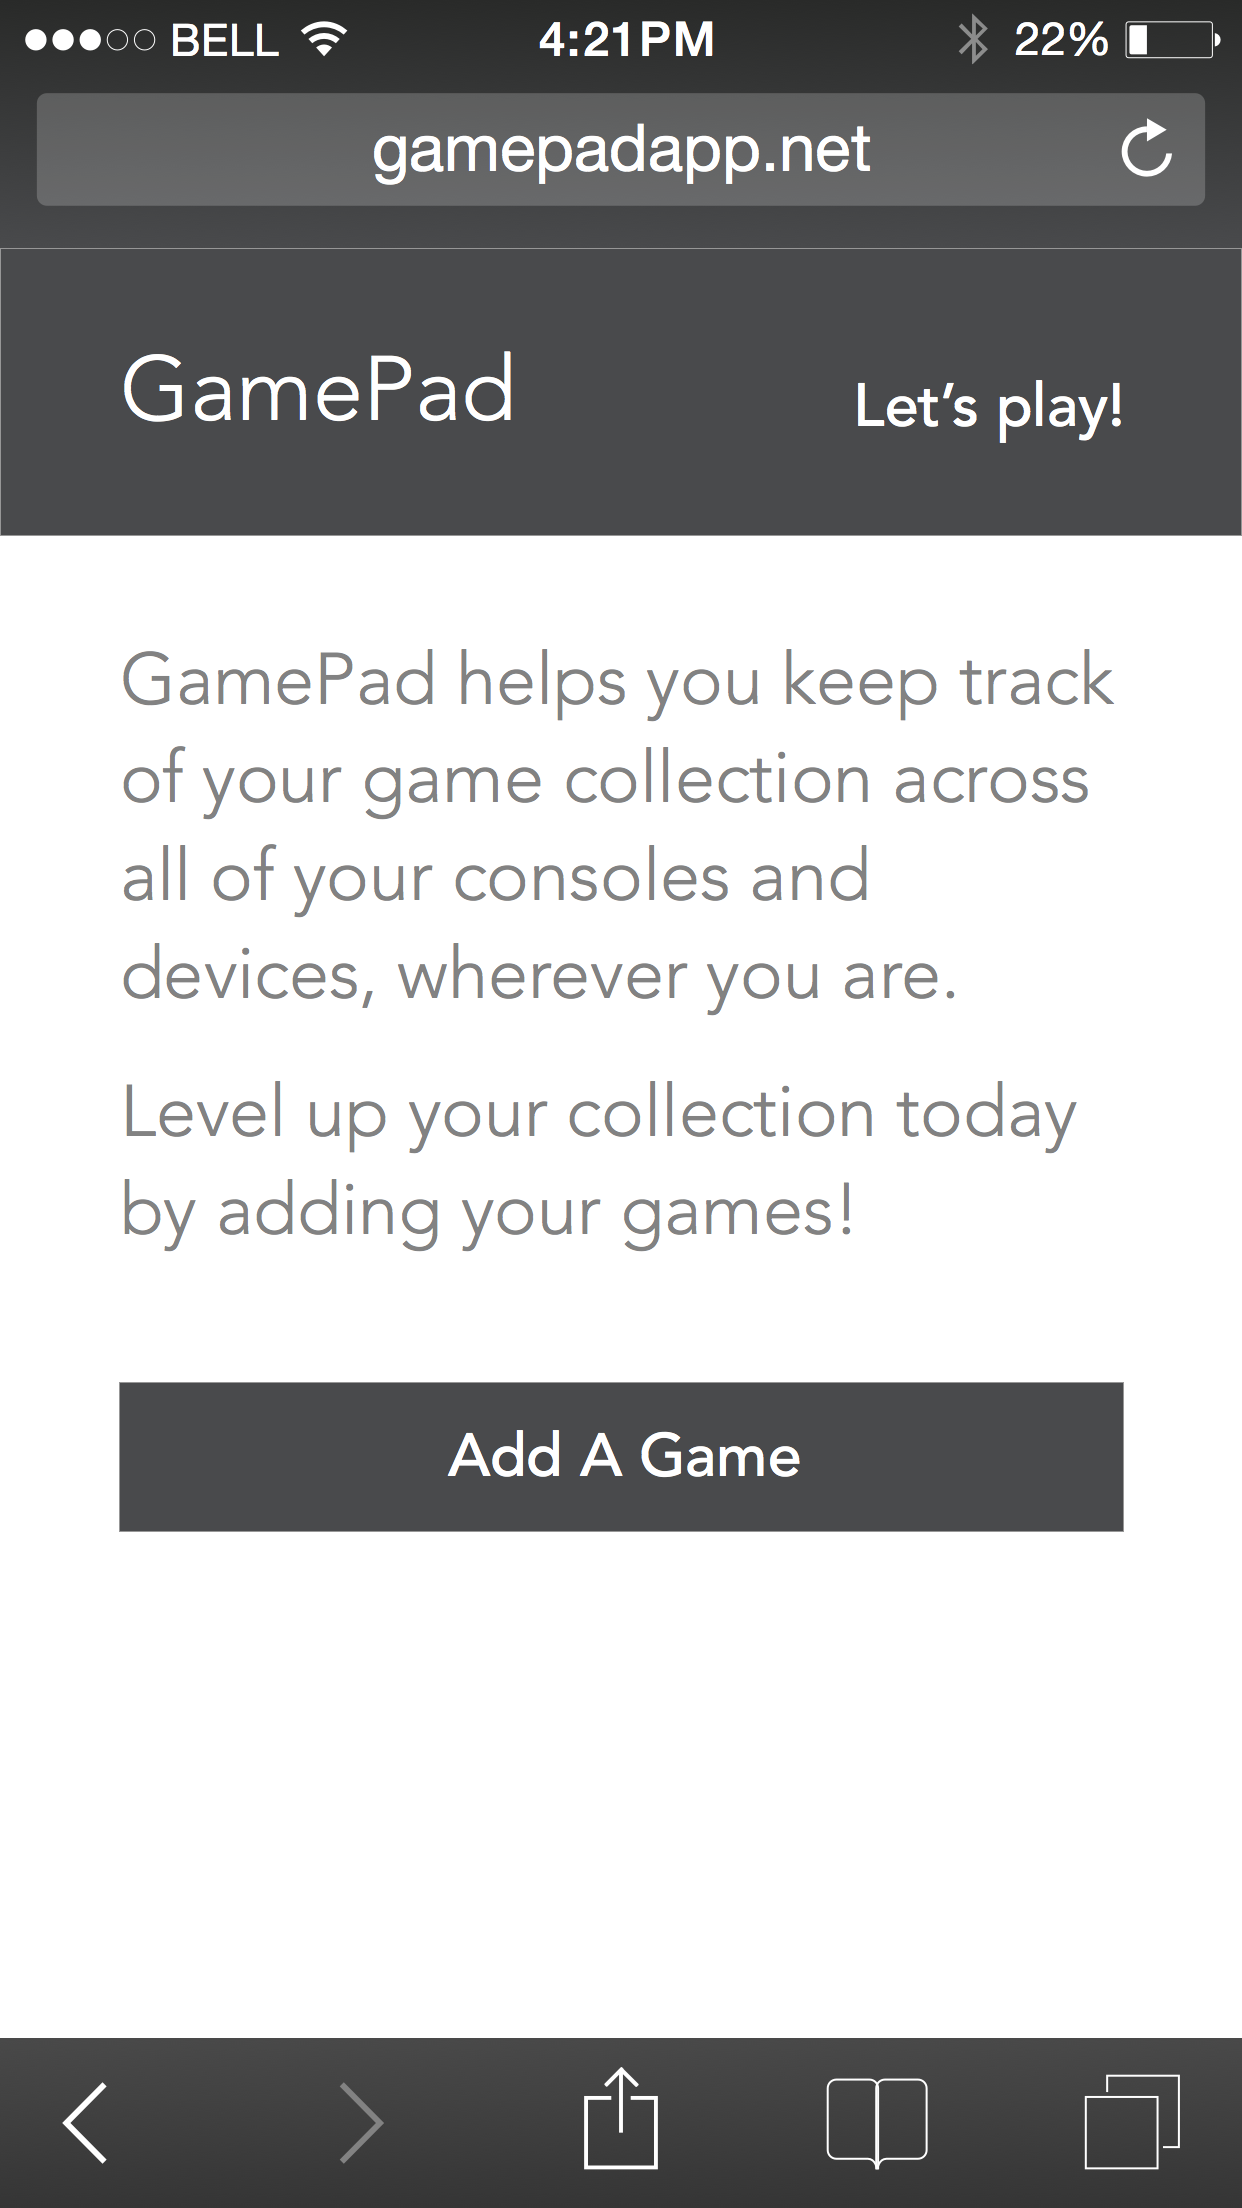 BELL 4:21PM 22%
gamepadapp.net
GamePad
Let’s play!
GamePad helps you keep track
of your game collection across
all of your consoles and
devices, wherever you are.
Level up your collection today
by adding your games!
Add A Game